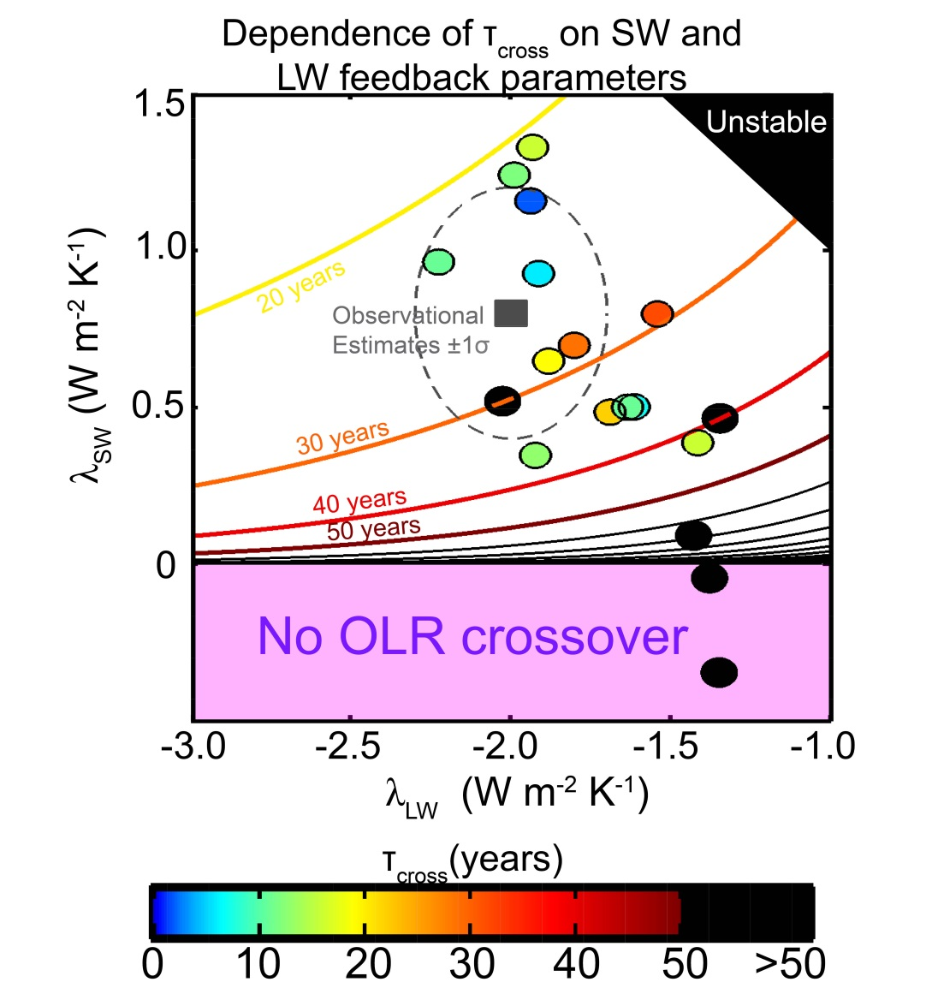 Dependence of τcross on SW and
LW feedback parameters
Unstable
1.5
1.0
0.5
0
λSW (W m-2 K-1)
20 years
Observational
Estimates ±1σ
30 years
40 years
50 years
No OLR crossover
-3.0 -2.5 -2.0 -1.5 -1.0
λLW (W m-2 K-1)
τcross(years)
0 10 20 30 40 50 >50